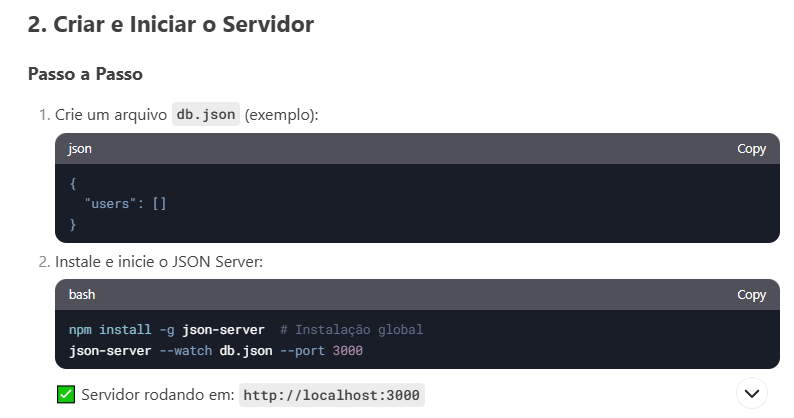 2. Criar e Iniciar o Servidor
Passo a Passo
1. Crie um arquivo db.json (exemplo):
json Copy
{
"users": []
}
2. Instale e inicie o JSON Server:
bash Copy
npm install -g json-server # Instalação global
json-server --watch db.json --port 3000
✅ Servidor rodando em: http://localhost:3000